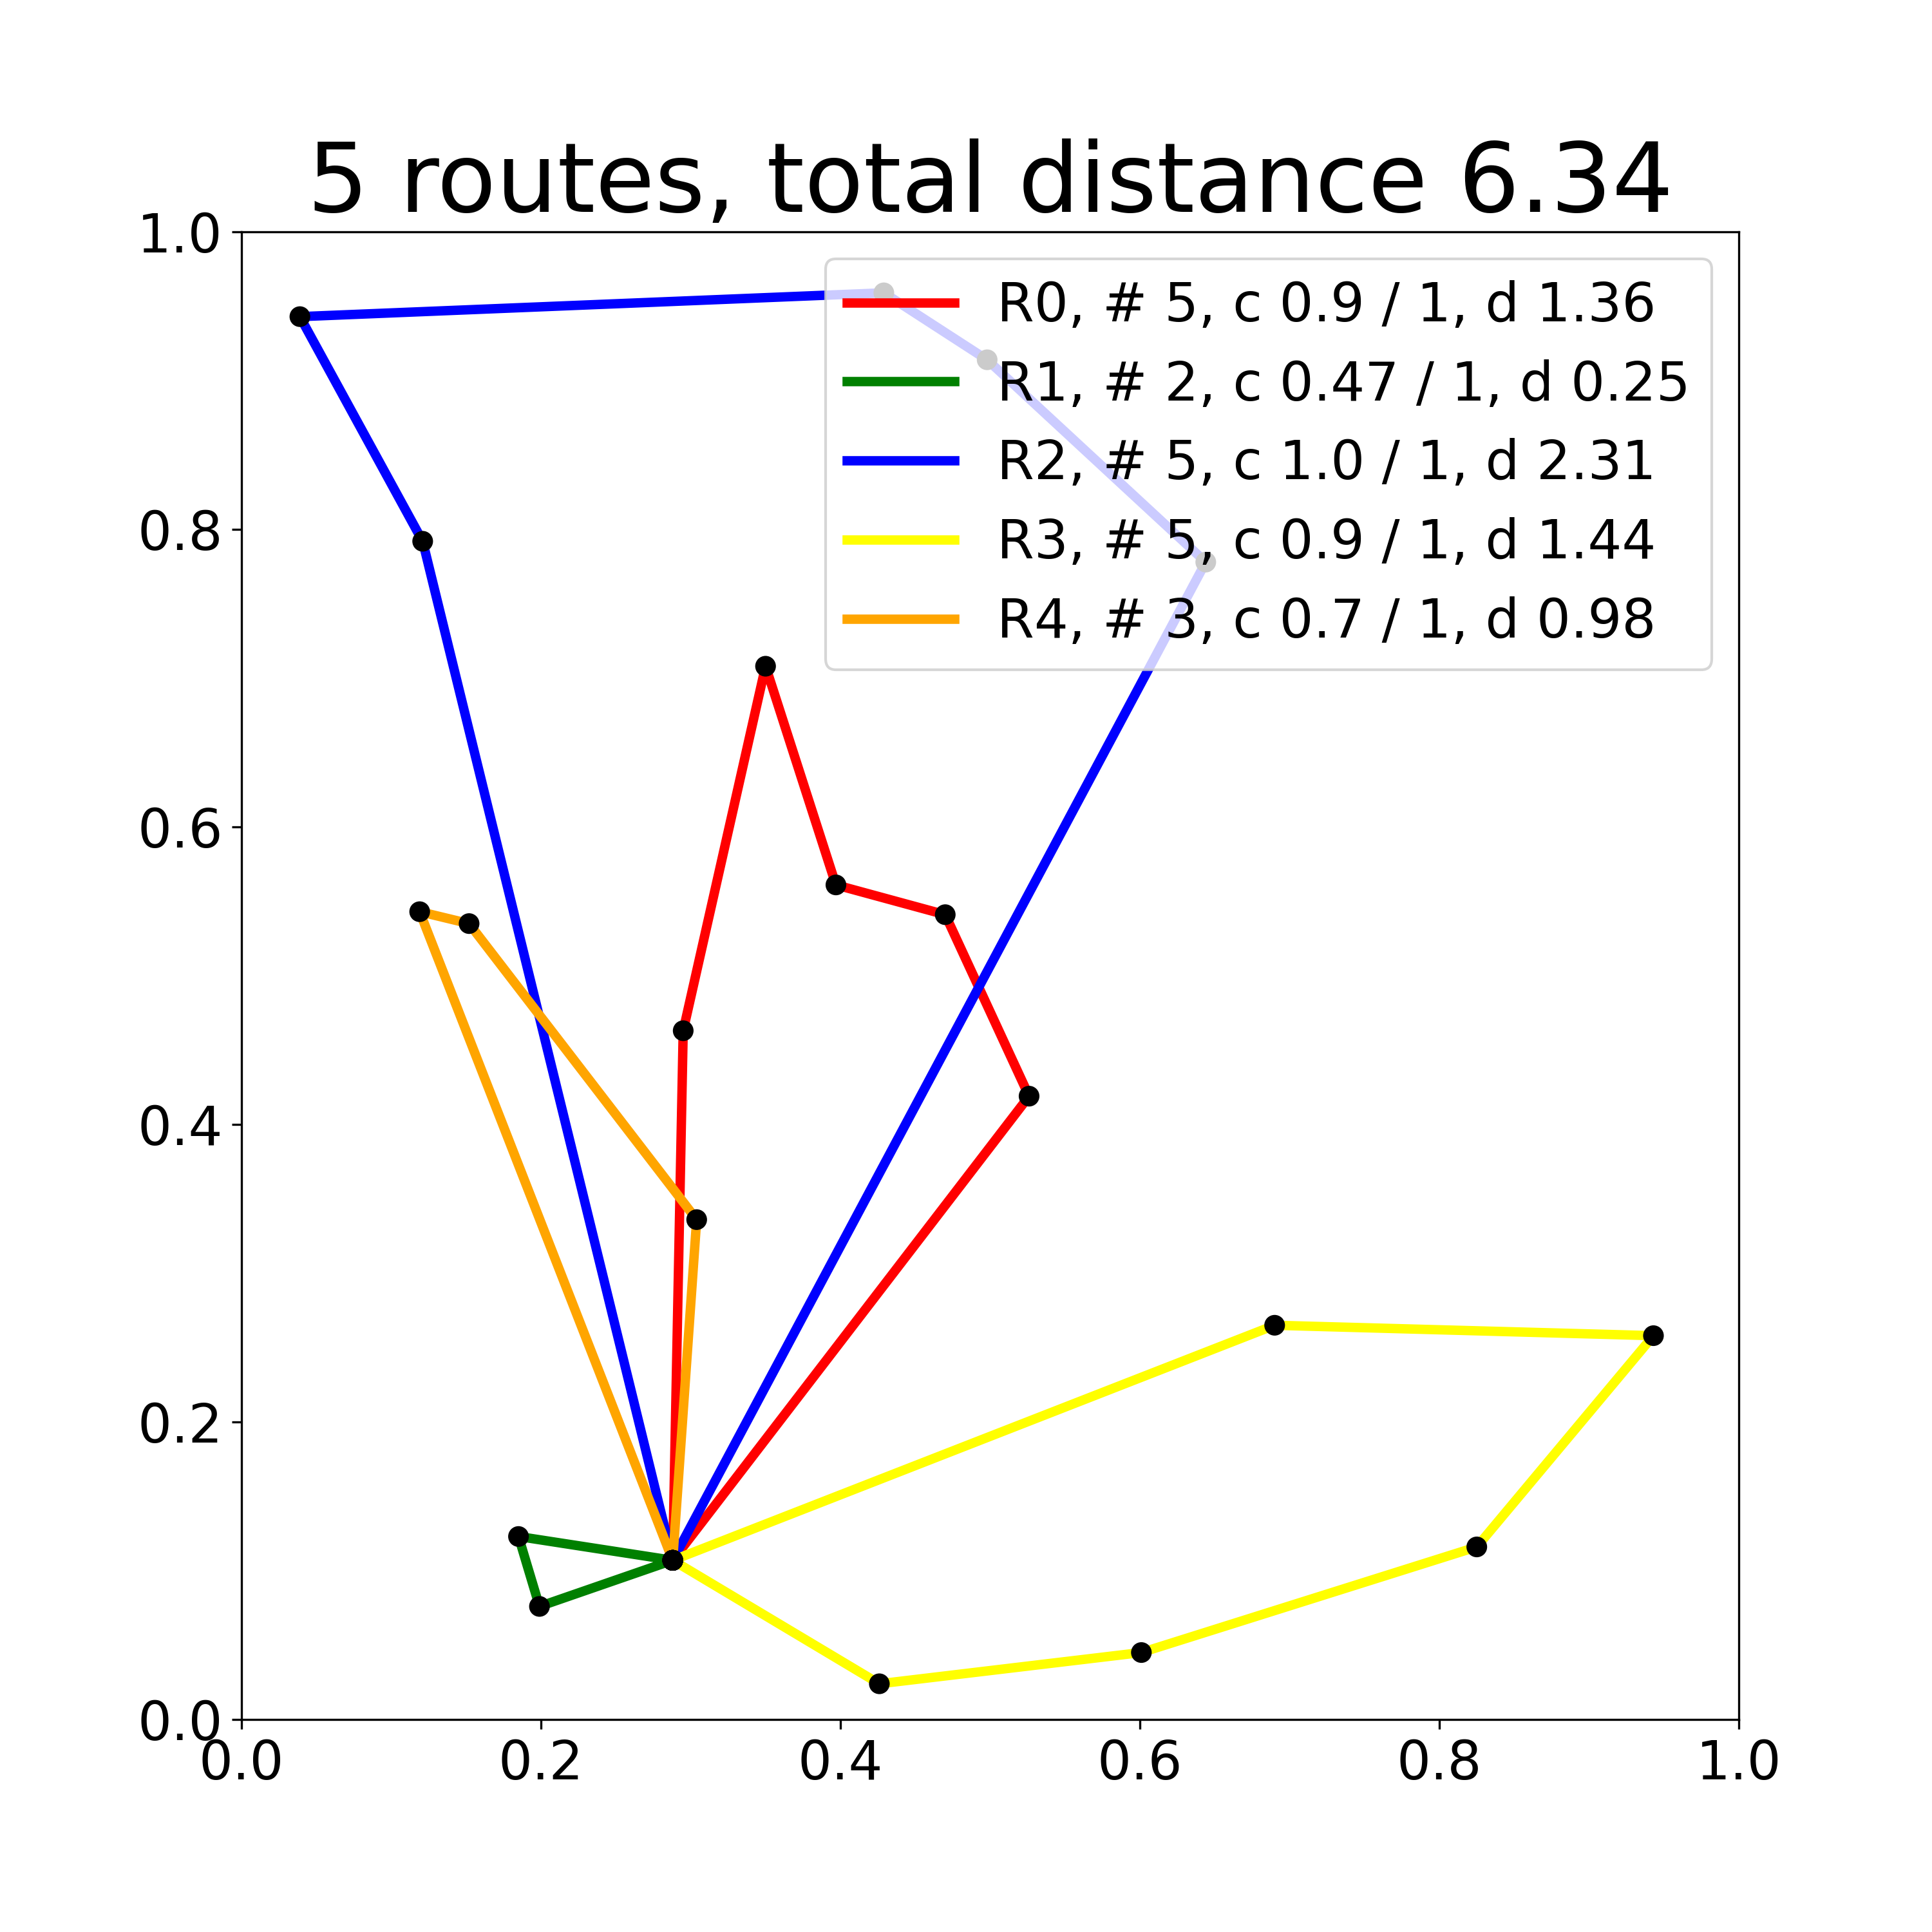 5 routes, total distance 6.34
R0, # 5, c 0.9 / 1, d 1.36
R1, # 2, c 0.47 / 1, d 0.25
R2, # 5, c 1.0 / 1, d 2.31
R3, # 5, c 0.9 / 1, d 1.44
R4, # 3, c 0.7 / 1, d 0.98
1.0
0.8
0.6
0.4
0.2
0.0
0.0 0.2 0.4 0.6 0.8 1.0